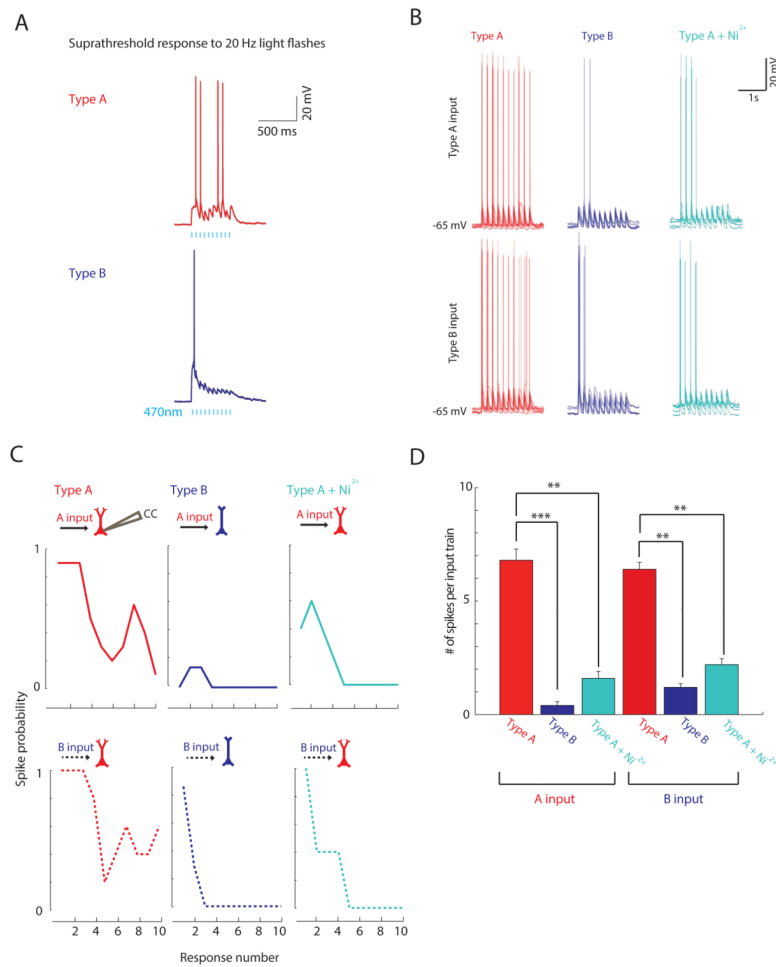 A
Suprathreshold response to 20 Hz light flashes
Type A
20 mV
500 ms
Type B
470nm
B
Type A
Type B
Type A + Ni2+
20 mV
1s
Type A input
-65 mV
Type B input
-65 mV
C
Type A
Type B
Type A + Ni2+
A input
CC
A input
A input
1
0
Spike probability
B input
B input
B input
1
0
2 4 6 8 10
2 4 6 8 10
2 4 6 8 10
Response number
D
# of spikes per input train
10
5
0
**
***
**
**
Type A
Type B
Type A + Ni2+
Type A
Type B
Type A + Ni2+
A input
B input